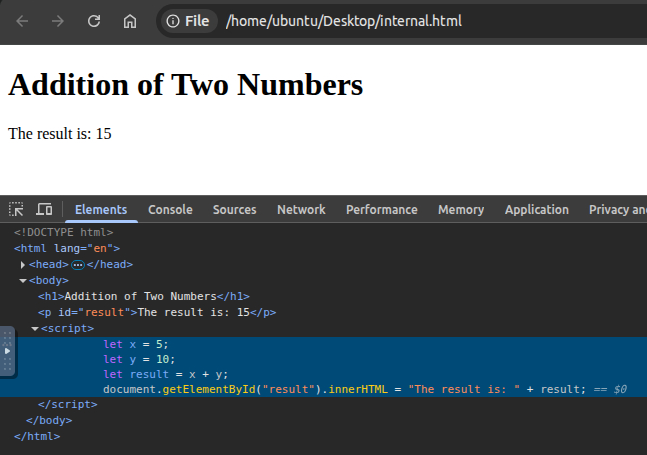 File /home/ubuntu/Desktop/internal.html
Addition of Two Numbers
The result is: 15
Elements Console Sources Network Performance Memory Application Privacy an
<!DOCTYPE html>
<html lang="en">
<head>…</head>
<body>
<h1>Addition of Two Numbers</h1>
<p id="result">The result is: 15</p>
<script>
let x = 5;
let y = 10;
let result = x + y;
document.getElementById("result").innerHTML = "The result is: " + result; == $0
</script>
</body>
</html>